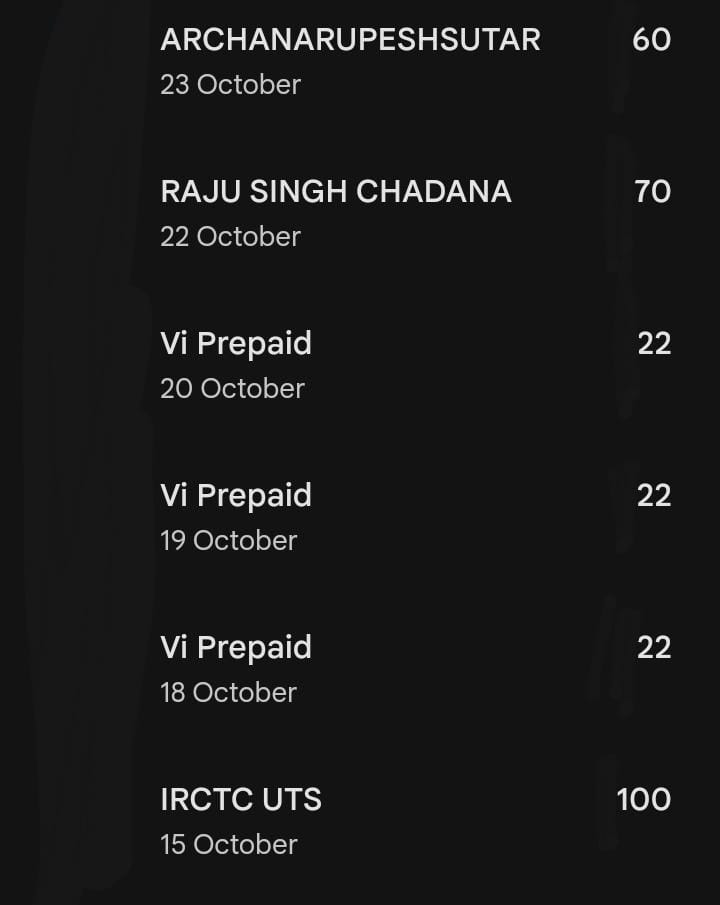 ARCHANARUPESHSUTAR 60
23 October
RAJU SINGH CHADANA 70
22 October
Vi Prepaid 22
20 October
Vi Prepaid 22
19 October
Vi Prepaid 22
18 October
IRCTC UTS 100
15 October